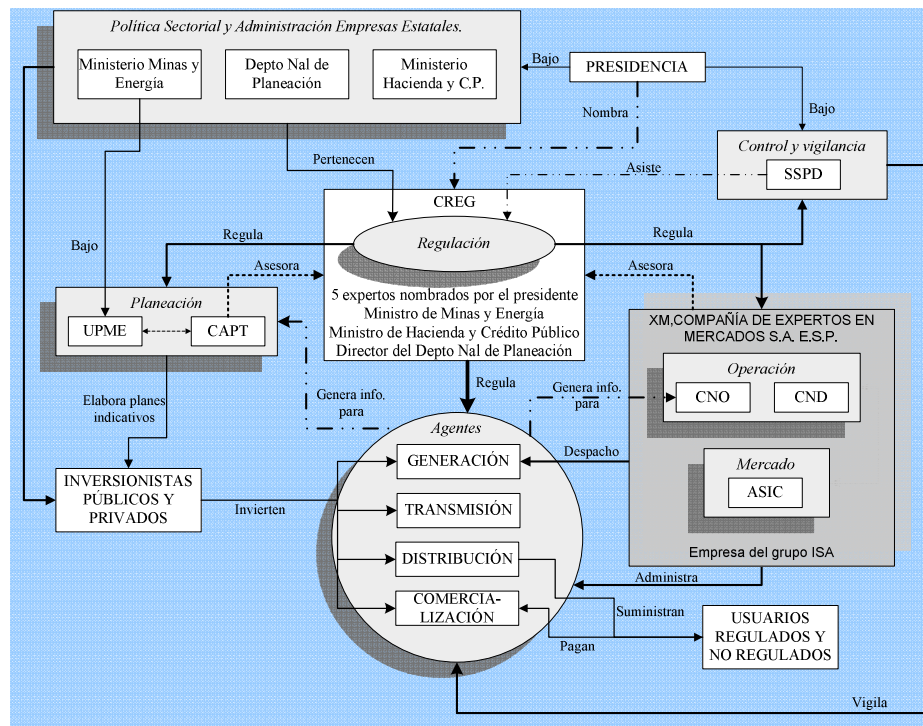 Política Sectorial y Administración Empresas Estatales.
Ministerio Minas y
Energía
Depto Nal de
Planeación
Ministerio
Hacienda y C.P.
Bajo
PRESIDENCIA
Nombra
Bajo
Control y vigilancia
SSPD
Pertenecen
Asiste
CREG
Regulación
Bajo
Regula
Regula
Asesora
Asesora
5 expertos nombrados por el presidente
Ministro de Minas y Energía
Ministro de Hacienda y Crédito Público
Director del Depto Nal de Planeación
Planeación
UPME
CAPT
XM,COMPAÑÍA DE EXPERTOS EN
MERCADOS S.A. E.S.P.
Operación
CNO
CND
Elabora planes
indicativos
Genera info.
para
Regula
Genera info.
para
Agentes
GENERACIÓN
Despacho
Mercado
ASIC
INVERSIONISTAS
PÚBLICOS Y
PRIVADOS
Invierten
TRANSMISIÓN
DISTRIBUCIÓN
Empresa del grupo ISA
Administra
COMERCIA-
LIZACIÓN
Suministran
Pagan
USUARIOS
REGULADOS Y
NO REGULADOS
Vigila